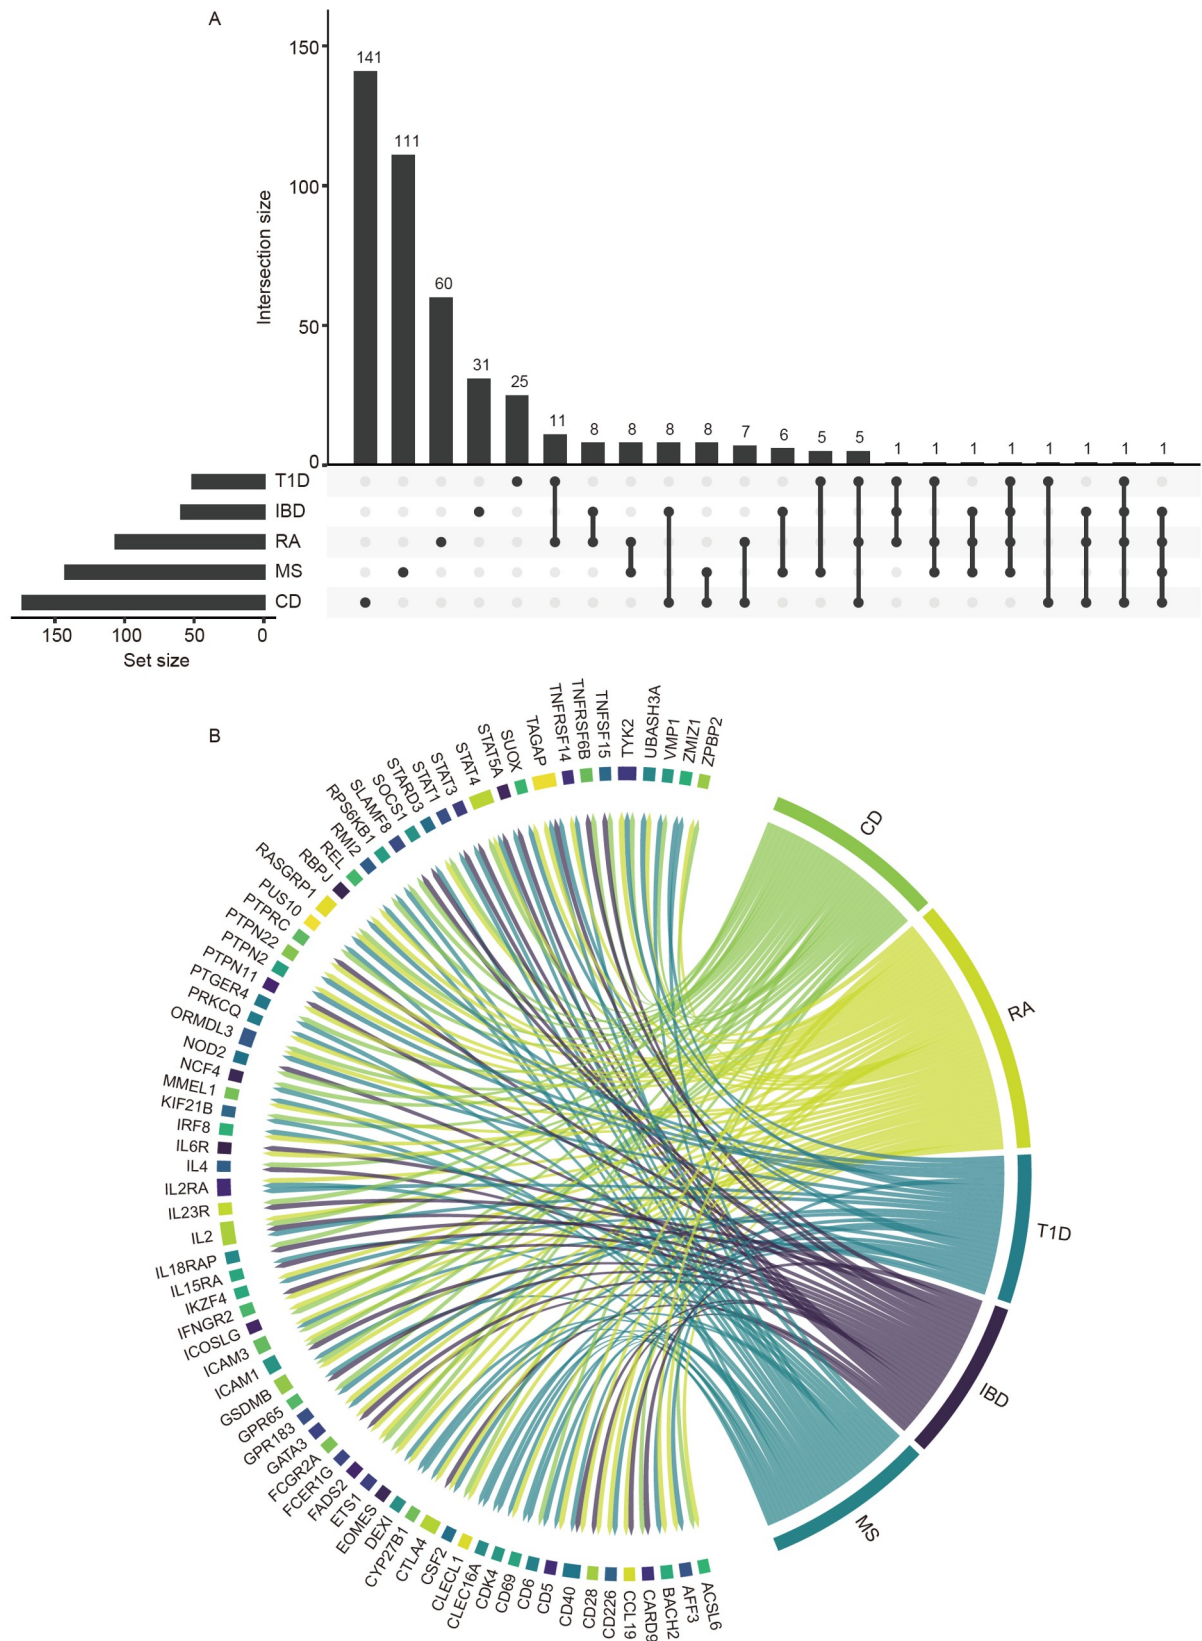 A
Intersection size
150
100
50
0
141
111
60
31
25
11
8
8
8
8
7
6
5
5
1
1
1
1
1
1
1
1
T1D
IBD
RA
MS
CD
150
100
50
0
Set size
B
ZPBP2
ZMIZ1
VMP1
UBASH3A
TYK2
TNFSF15
TNFRSF6B
TNFRSF14
TAGAP
SUOX
STAT5A
STAT4
STAT3
STAT1
STARD3
SOCS1
SLAMF8
RPS6KB1
RMI2
REL
RBPJ
RASGRP1
PUS10
PTPRC
PTPN22
PTPN2
PTPN11
PTGER4
PRKCQ
ORMDL3
NOD2
NCF4
MMEL1
KIF21B
IRF8
IL6R
IL4
IL2RA
IL23R
IL2
IL18RAP
IL15RA
IKZF4
IFNGR2
ICOSLG
ICAM3
ICAM1
GSDMB
GPR65
GPR183
GATA3
FCGR2A
FCER1G
FADS2
ETS1
EOMES
DEXI
CYP27B1
CTLA4
CSF2
CLECL1
CLEC16A
CDK4
CD69
CD6
CD5
CD40
CD28
CD226
CCL19
CARD9
BACH2
AFF3
ACSL6
CD
RA
T1D
IBD
MS